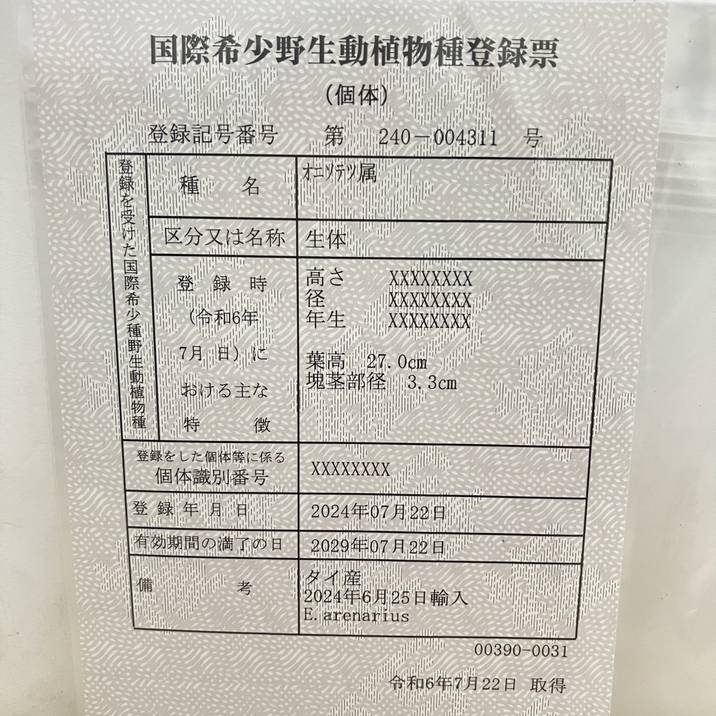 国際希少野生動植物種登録票
(個体)
登録記号番号 第 240-004311 号
登録を受けた国際希少種野生動植物種
種 名 ｵﾆｿﾃﾂ属
区分又は名称 生体
登録時
(令和6年
7月 日)に
おける主な
特徴
高さ XXXXXXXX
径 XXXXXXXX
年生 XXXXXXXX
葉高 27.0cm
塊茎部径 3.3cm
登録をした個体等に係る
個体識別番号 XXXXXXXX
登録年月日 2024年07月22日
有効期間の満了の日 2029年07月22日
備考
タイ産
2024年6月25日輸入
E.arenarius
00390-0031
令和6年7月22日 取得